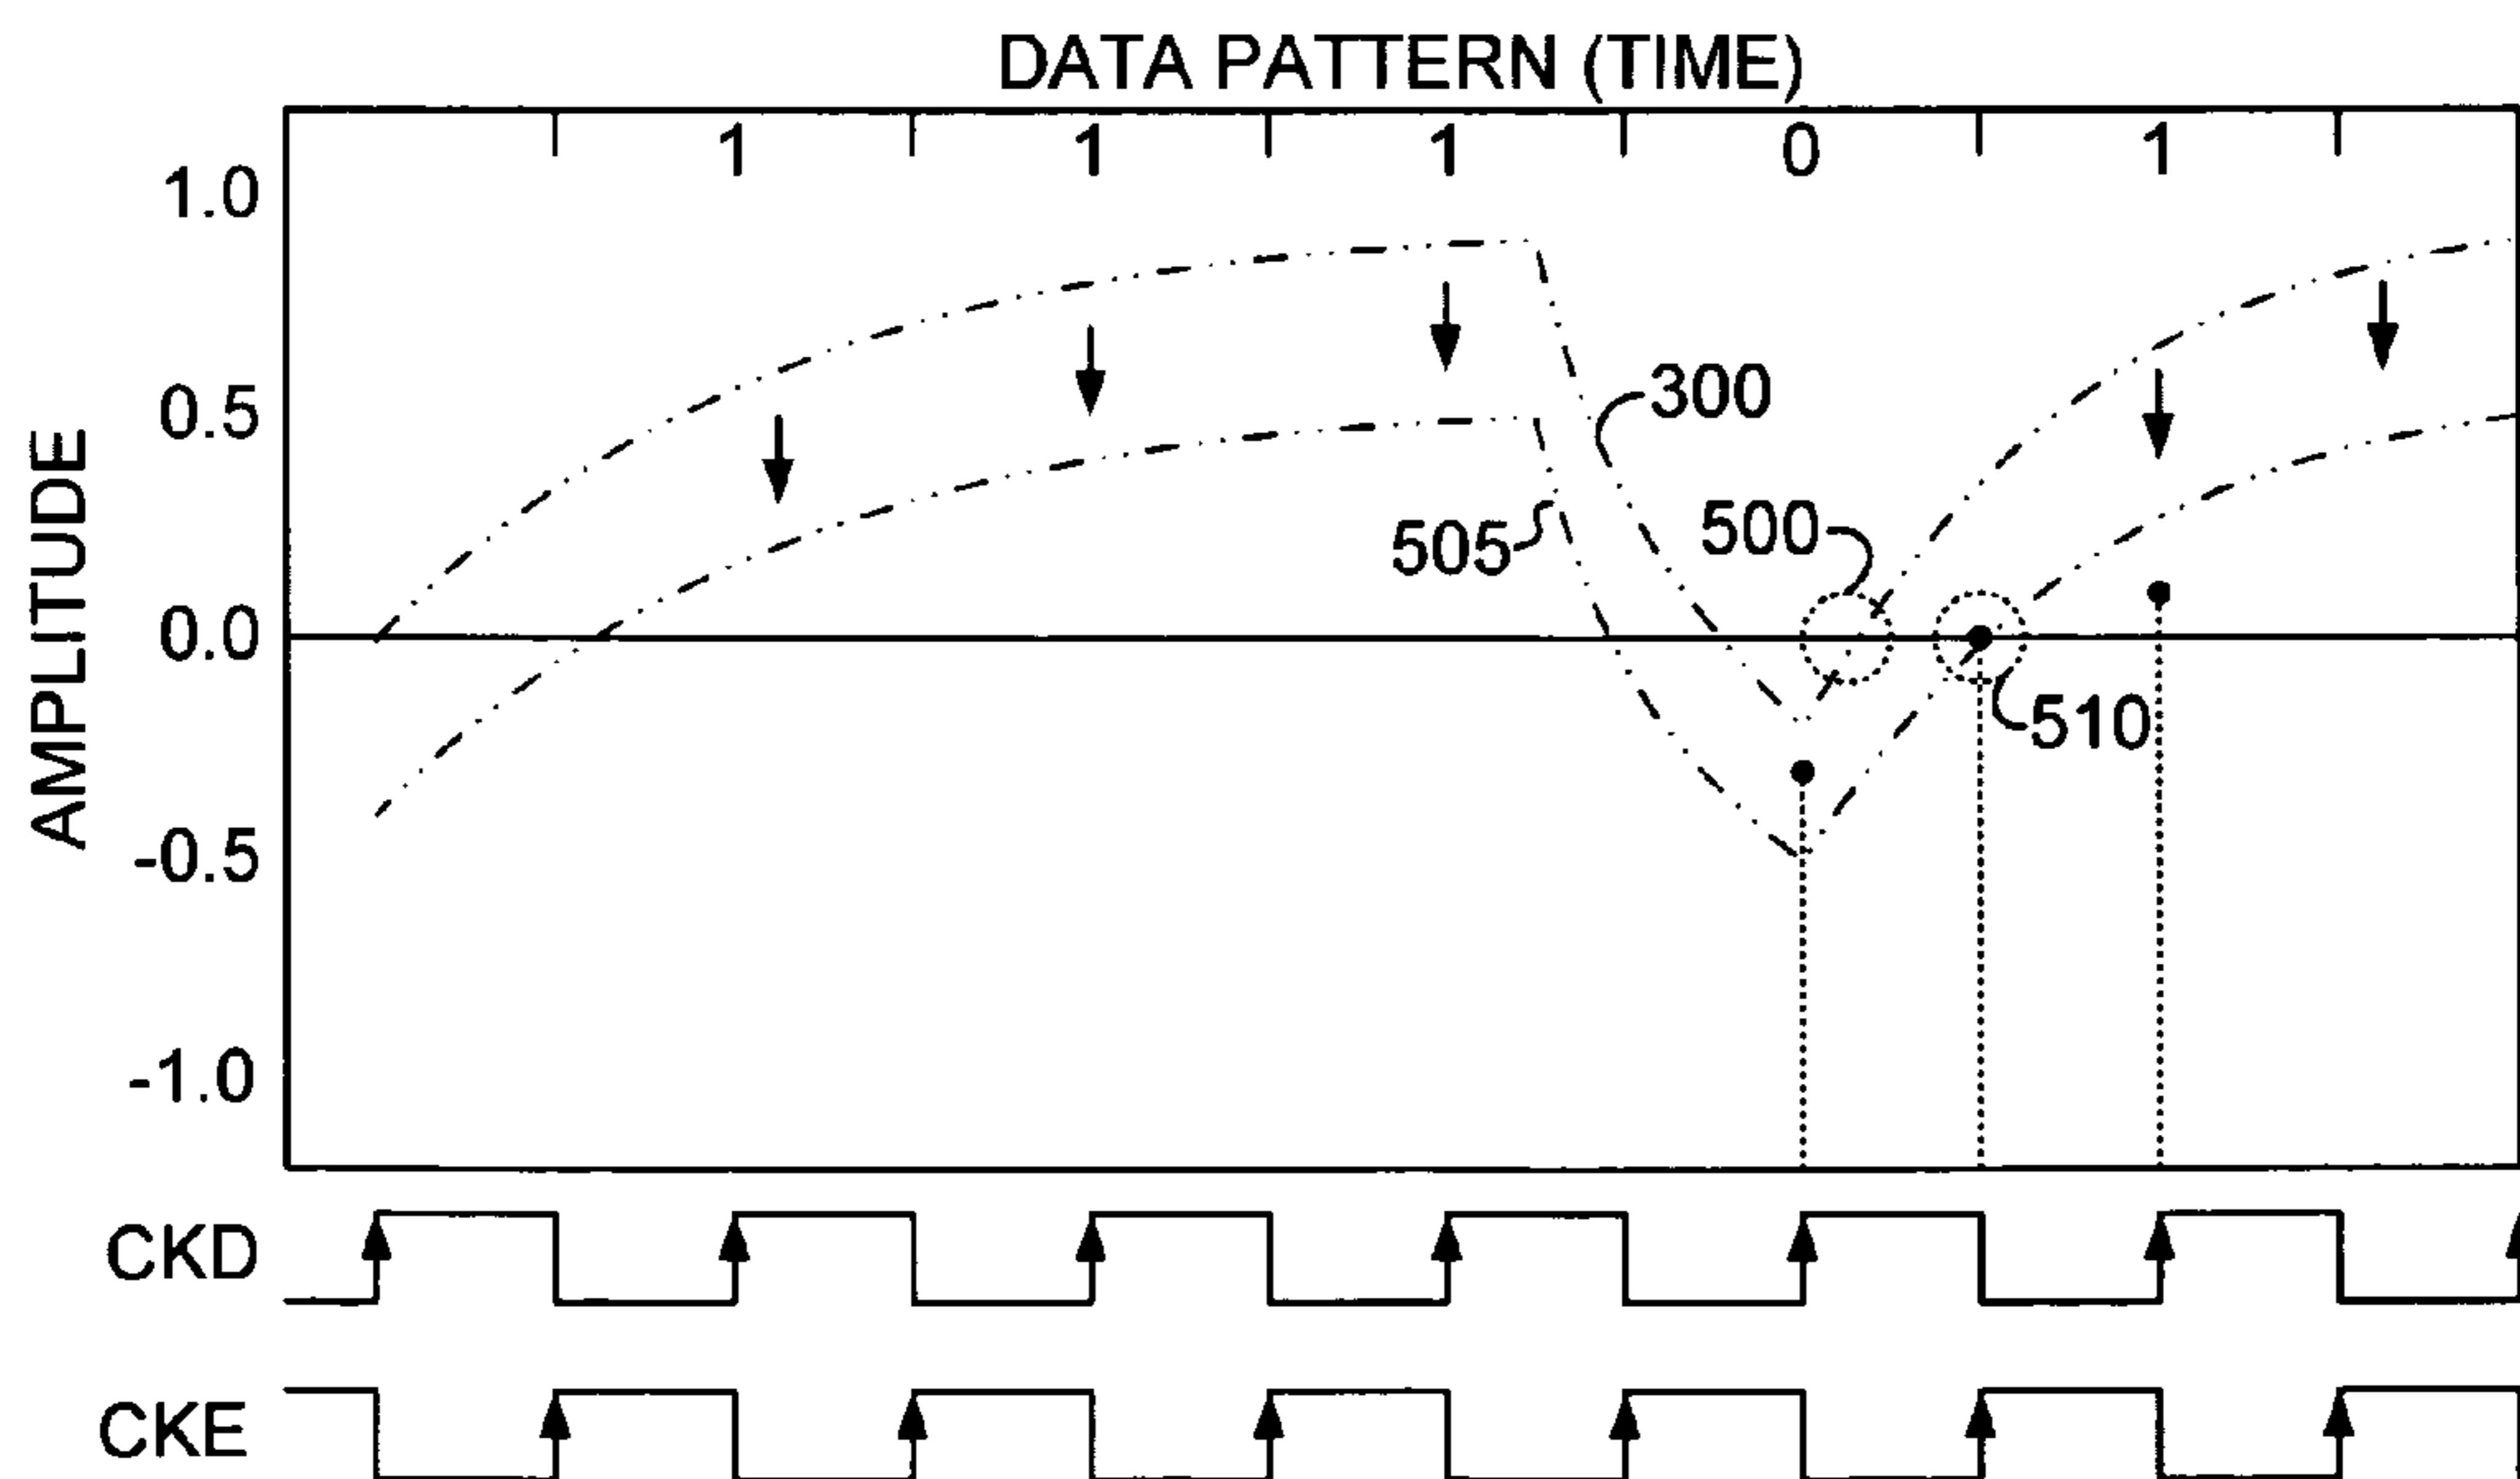 DATA PATTERN (TIME)
1 1 1 0 1
1.0
0.5
0.0
-0.5
-1.0
AMPLITUDE
300
500
505
510
CKD
CKE